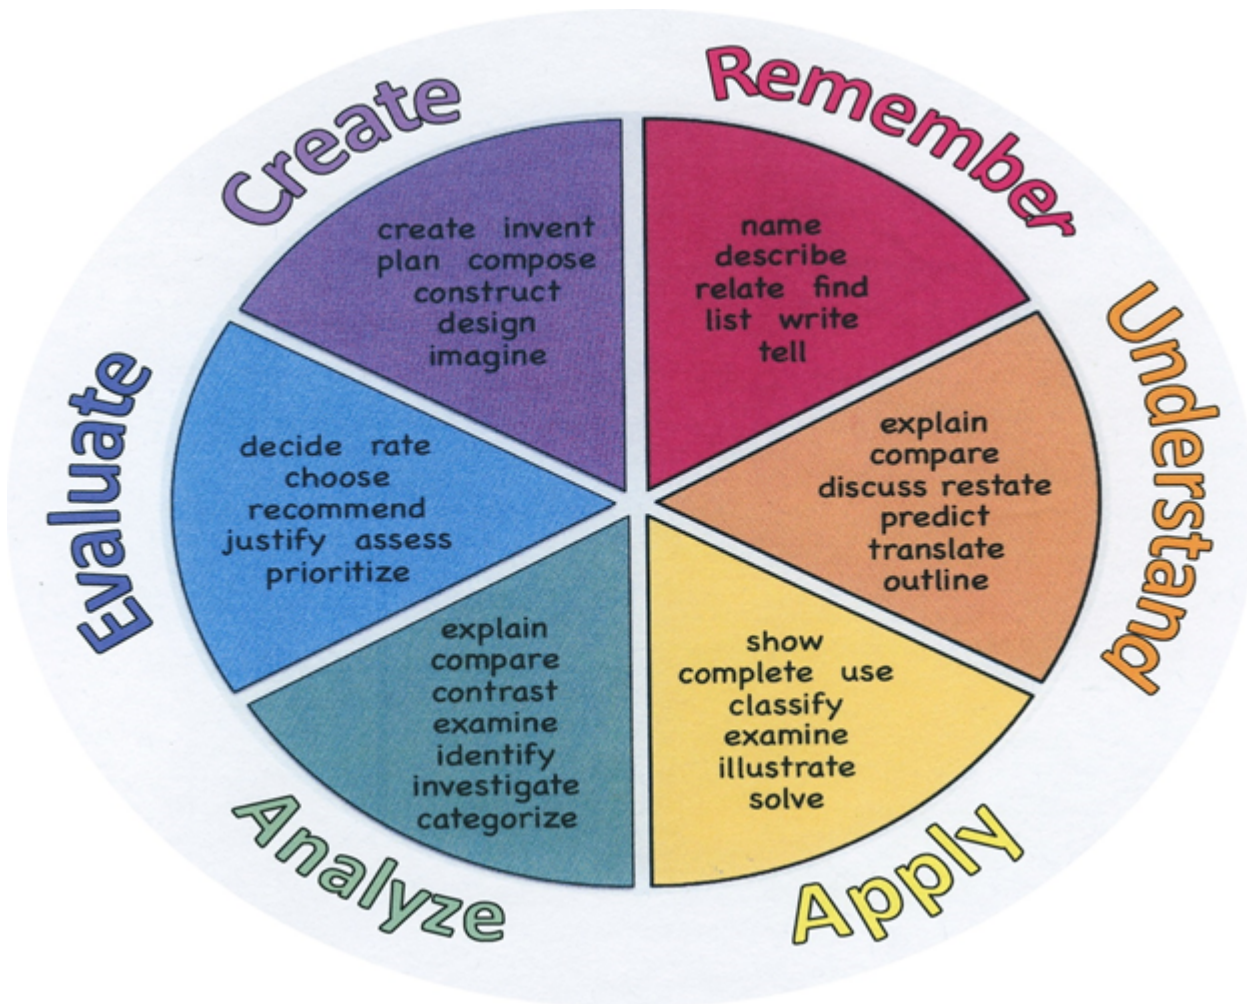 Remember
name
describe
relate find
list write
tell
Understand
explain
compare
discuss restate
predict
translate
outline
Apply
show
complete use
classify
examine
illustrate
solve
Analyze
explain
compare
contrast
examine
identify
investigate
categorize
Evaluate
decide rate
choose
recommend
justify assess
prioritize
Create
create invent
plan compose
construct
design
imagine